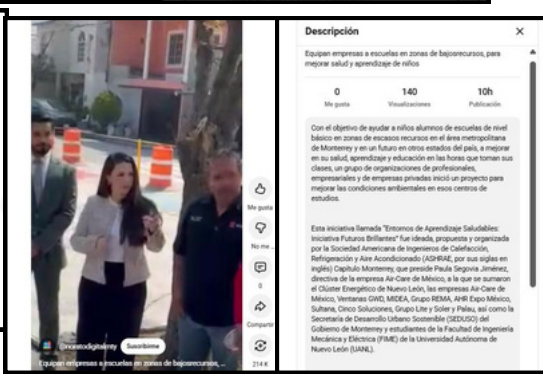 Me gusta
No me ...
0
Compartir
214 K
@norestodigitalmty Suscribirme
Equipan empresas a escuelas en zonas de bajosrecursos, ...
Descripción
Equipan empresas a escuelas en zonas de bajosrecursos, para
mejorar salud y aprendizaje de niños
0 140 10h
Me gusta Visualizaciones Publicación
Con el objetivo de ayudar a niños alumnos de escuelas de nivel
básico en zonas de escasos recursos en el área metropolitana
de Monterrey y en un futuro en otros estados del país, a mejorar
en su salud, aprendizaje y educación en las horas que toman sus
clases, un grupo de organizaciones de profesionales,
empresariales y de empresas privadas inició un proyecto para
mejorar las condiciones ambientales en esos centros de
estudios.
Esta iniciativa llamada "Entornos de Aprendizaje Saludables:
Iniciativa Futuros Brillantes" fue ideada, propuesta y organizada
por la Sociedad Americana de Ingenieros de Calefacción,
Refrigeración y Aire Acondicionado (ASHRAE, por sus siglas en
inglés) Capítulo Monterrey, que preside Paula Segovia Jiménez,
directiva de la empresa Air-Care de México, a la que se sumaron
el Clúster Energético de Nuevo León, las empresas Air-Care de
México, Ventanas GWD, MIDEA, Grupo REMA, AHR Expo México,
Sultana, Cinco Soluciones, Grupo Lite y Soler y Palau, así como la
Secretaría de Desarrollo Urbano Sostenible (SEDUSO) del
Gobierno de Monterrey y estudiantes de la Facultad de Ingeniería
Mecánica y Eléctrica (FIME) de la Universidad Autónoma de
Nuevo León (UANL).